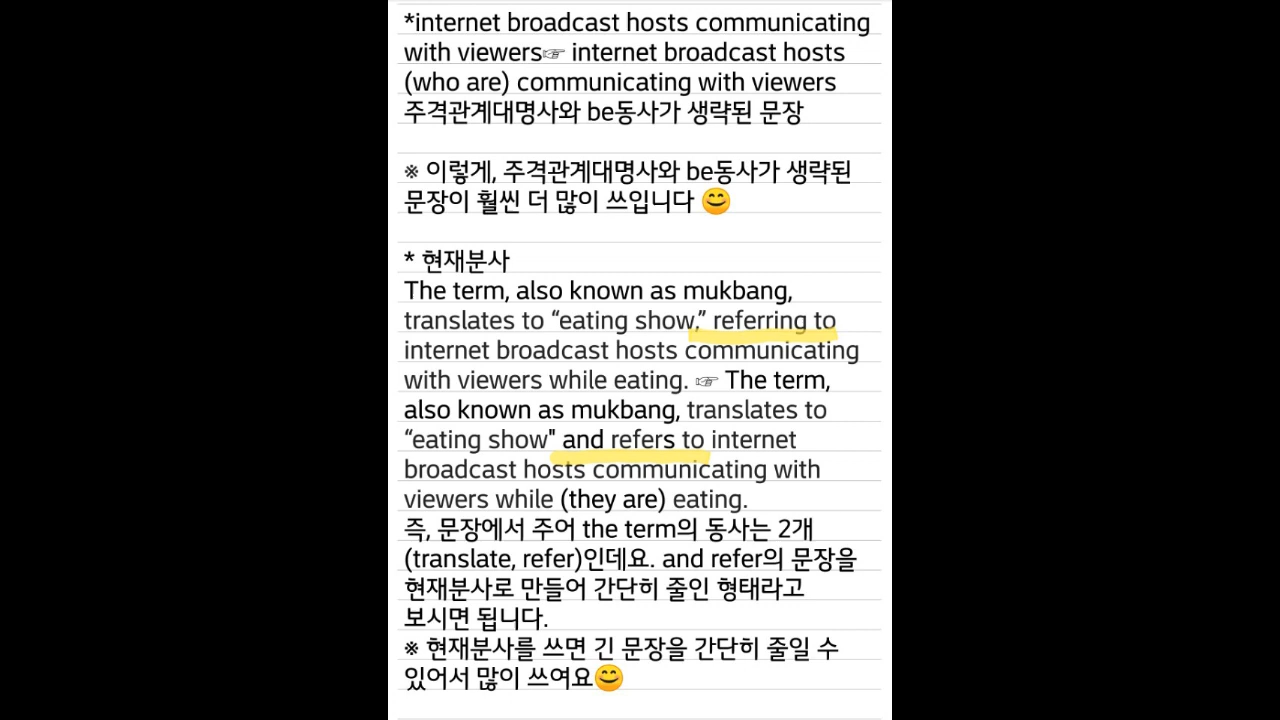 *internet broadcast hosts communicating
with viewers☞ internet broadcast hosts
(who are) communicating with viewers
주격관계대명사와 be동사가 생략된 문장
※ 이렇게, 주격관계대명사와 be동사가 생략된
문장이 훨씬 더 많이 쓰입니다 😊
* 현재분사
The term, also known as mukbang,
translates to “eating show,” referring to
internet broadcast hosts communicating
with viewers while eating. ☞ The term,
also known as mukbang, translates to
“eating show" and refers to internet
broadcast hosts communicating with
viewers while (they are) eating.
즉, 문장에서 주어 the term의 동사는 2개
(translate, refer)인데요. and refer의 문장을
현재분사로 만들어 간단히 줄인 형태라고
보시면 됩니다.
※ 현재분사를 쓰면 긴 문장을 간단히 줄일 수
있어서 많이 쓰여요😊